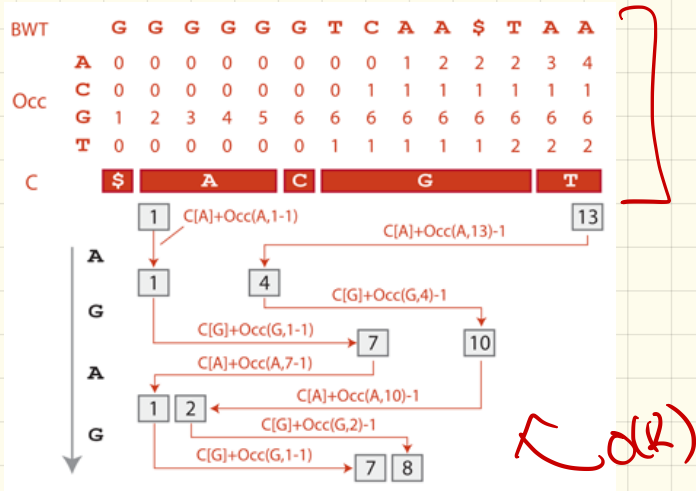 BWT G G G G G G T C A A $ T A A
A 0 0 0 0 0 0 0 0 1 2 2 2 3 4
Occ
C 0 0 0 0 0 0 0 1 1 1 1 1 1 1
G 1 2 3 4 5 6 6 6 6 6 6 6 6 6
T 0 0 0 0 0 0 1 1 1 1 1 2 2 2
C $ A C G T
1 C[A]+Occ(A,1-1) 13
C[A]+Occ(A,13)-1
A
1 4
C[G]+Occ(G,4)-1
G
C[G]+Occ(G,1-1) 7 10
C[A]+Occ(A,7-1)
A
C[A]+Occ(A,10)-1
1 2
C[G]+Occ(G,2)-1
G
C[G]+Occ(G,1-1) 7 8